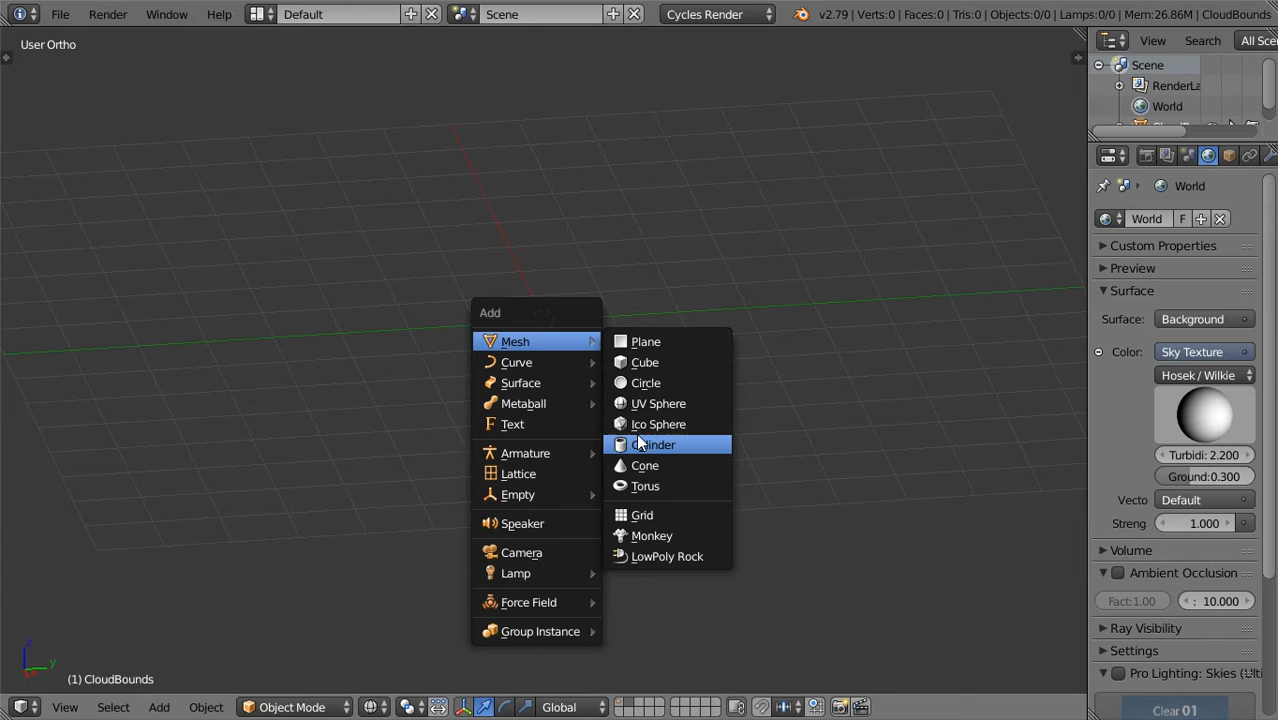 File Render Window Help Default Scene Cycles Render v2.79 | Verts:0 | Faces:0 | Tris:0 | Objects:0/0 | Lamps:0/0 | Mem:26.86M | CloudBounds
User Ortho
View Search All Sce
Scene
RenderLa
World
World
World F
Custom Properties
Preview
Surface
Surface: Background
Color: Sky Texture
Hosek / Wilkie
Turbidi: 2.200
Ground:0.300
Vecto Default
Streng 1.000
Volume
Ambient Occlusion
Fact:1.00 : 10.000
Ray Visibility
Settings
Pro Lighting: Skies (Ulti
Clear 01
Add
Mesh
Curve
Surface
Metaball
Text
Armature
Lattice
Empty
Speaker
Camera
Lamp
Force Field
Group Instance
Plane
Cube
Circle
UV Sphere
Ico Sphere
Cylinder
Cone
Torus
Grid
Monkey
LowPoly Rock
z
y
(1) CloudBounds
View Select Add Object Object Mode Global